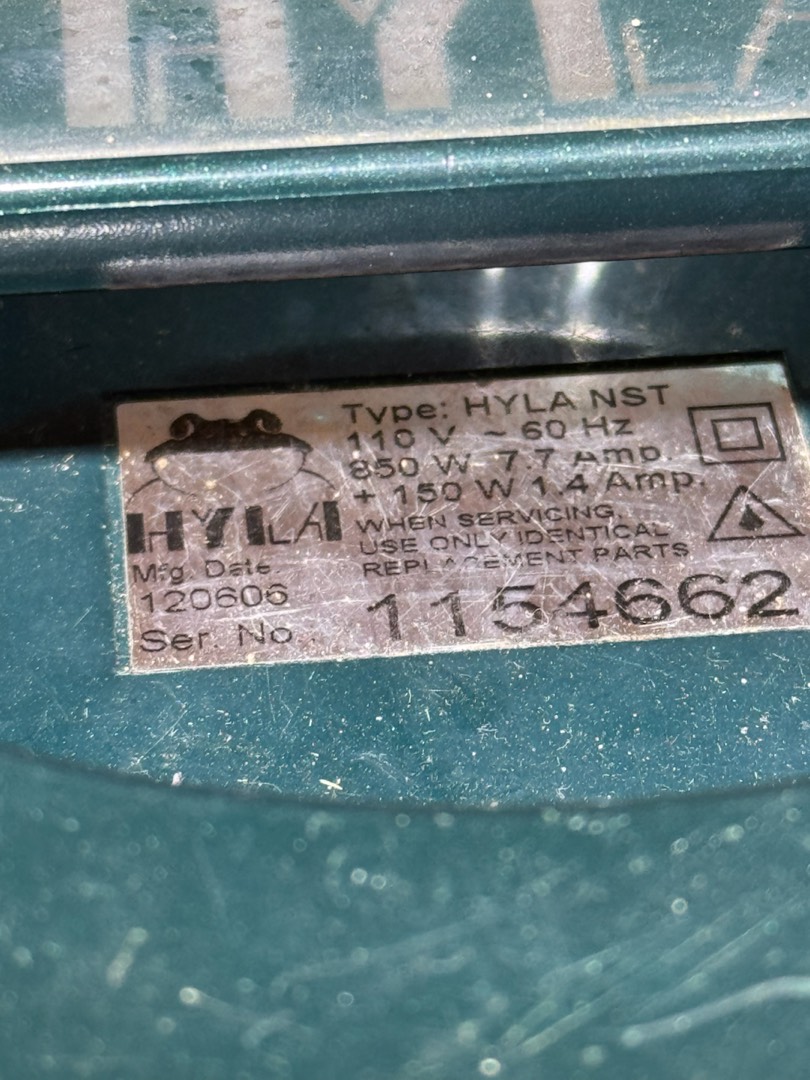 HYLA
Type: HYLA NST
110 V ~ 60 Hz
850 W 7.7 Amp.
+ 150 W 1.4 Amp.
HYLA
WHEN SERVICING,
USE ONLY IDENTICAL
REPLACEMENT PARTS
Mfg. Date
120606
Ser. No. 1154662